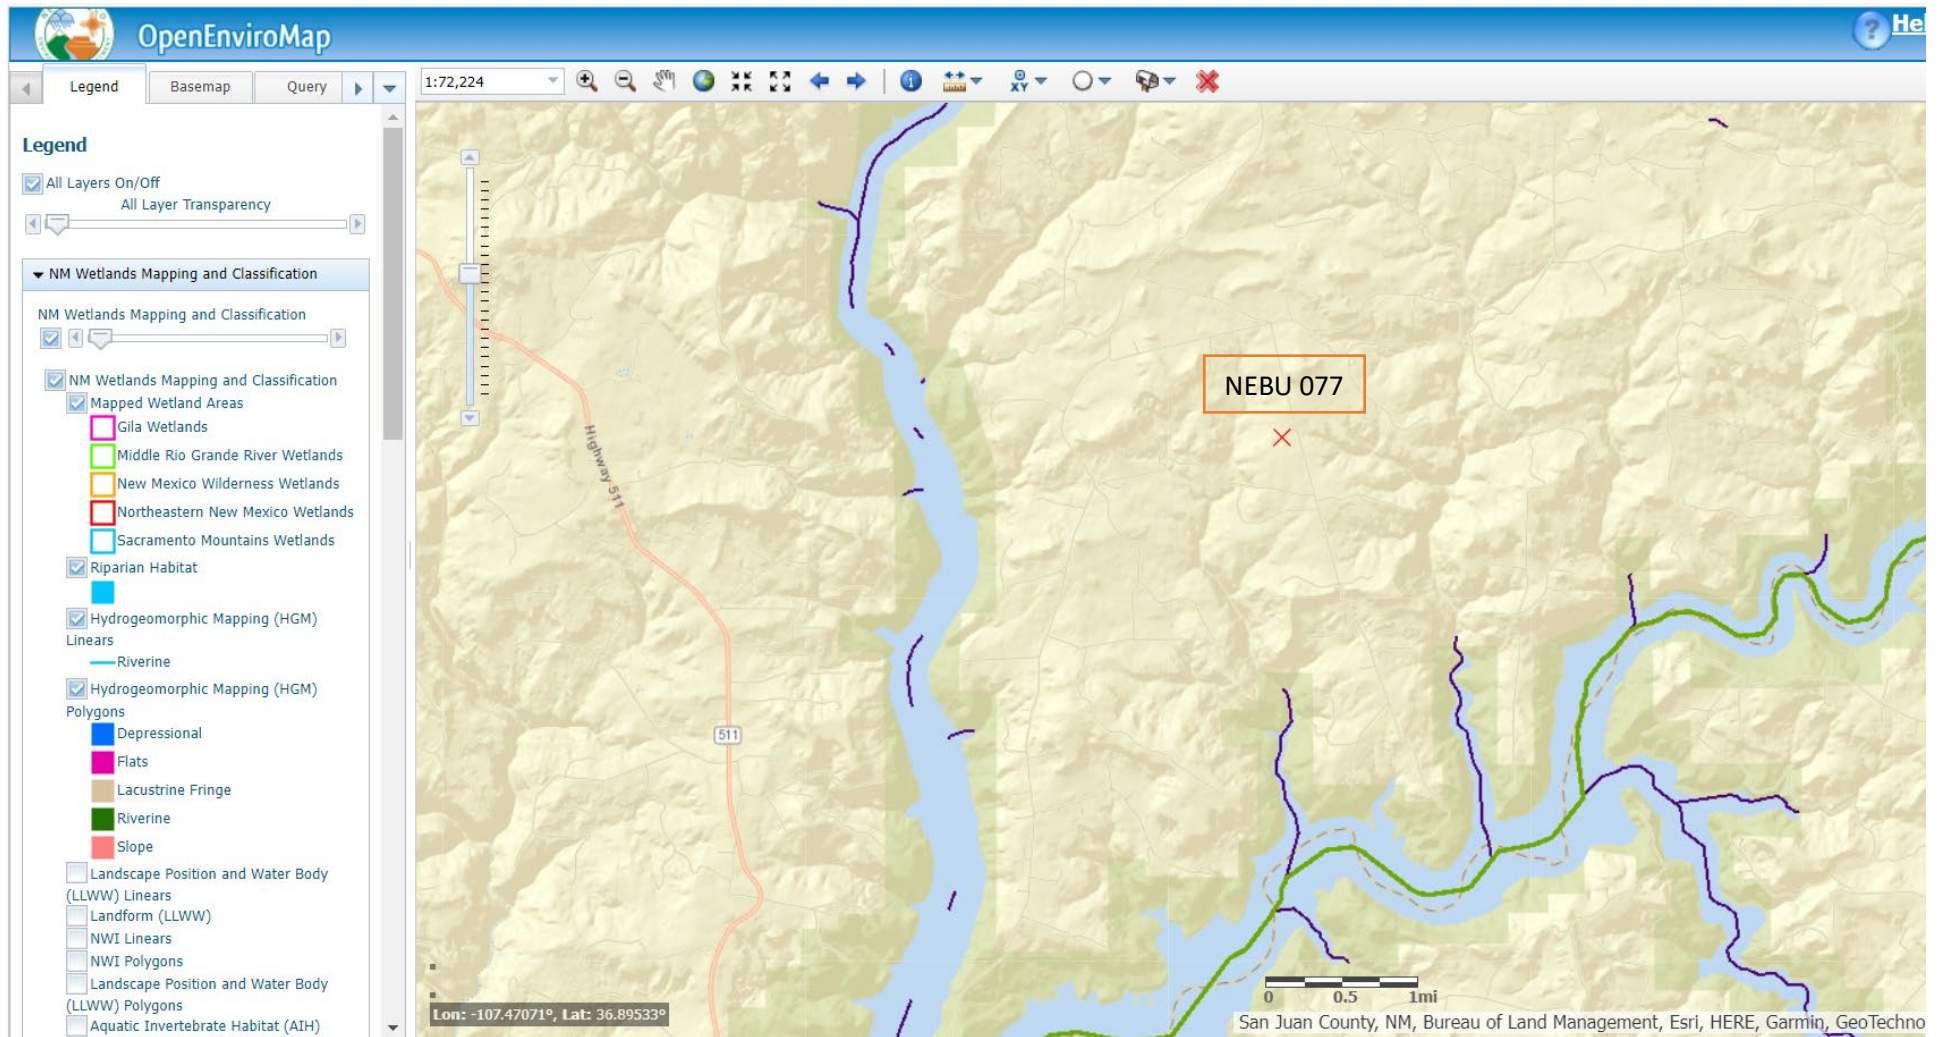 OpenEnviroMap
Legend
Basemap
Query
1:72,224
XY
Legend
All Layers On/Off
All Layer Transparency
NM Wetlands Mapping and Classification
NM Wetlands Mapping and Classification
NM Wetlands Mapping and Classification
Mapped Wetland Areas
Gila Wetlands
Middle Rio Grande River Wetlands
New Mexico Wilderness Wetlands
Northeastern New Mexico Wetlands
Sacramento Mountains Wetlands
Riparian Habitat
Hydrogeomorphic Mapping (HGM)
Linears
Riverine
Hydrogeomorphic Mapping (HGM)
Polygons
Depressional
Flats
Lacustrine Fringe
Riverine
Slope
Landscape Position and Water Body
(LLWW) Linears
Landform (LLWW)
NWI Linears
NWI Polygons
Landscape Position and Water Body
(LLWW) Polygons
Aquatic Invertebrate Habitat (AIH)
NEBU 077
Highway 511
511
0 0.5 1mi
Lon: -107.47071°, Lat: 36.89533°
San Juan County, NM, Bureau of Land Management, Esri, HERE, Garmin, GeoTechno